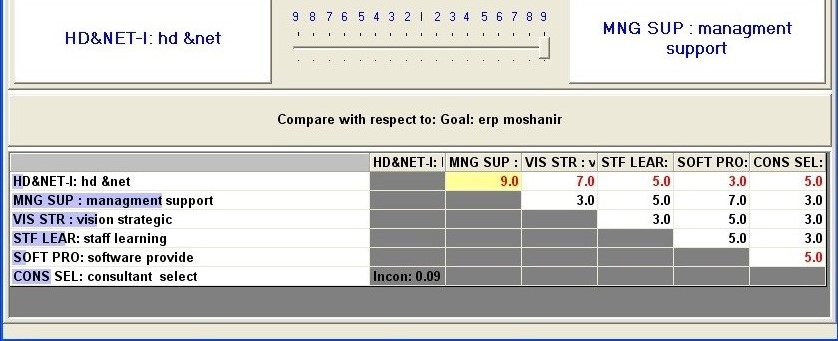 9 8 7 6 5 4 3 2 1 2 3 4 5 6 7 8 9
HD&NET-I: hd &net
MNG SUP : managment
support
Compare with respect to: Goal: erp moshanir
HD&NET-I: MNG SUP : VIS STR : v STF LEAR: SOFT PRO: CONS SEL:
HD&NET-I: hd &net 9.0 7.0 5.0 3.0 5.0
MNG SUP : managment support 3.0 5.0 7.0 3.0
VIS STR : vision strategic 3.0 5.0 3.0
STF LEAR: staff learning 5.0 3.0
SOFT PRO: software provide 5.0
CONS SEL: consultant select Incon: 0.09